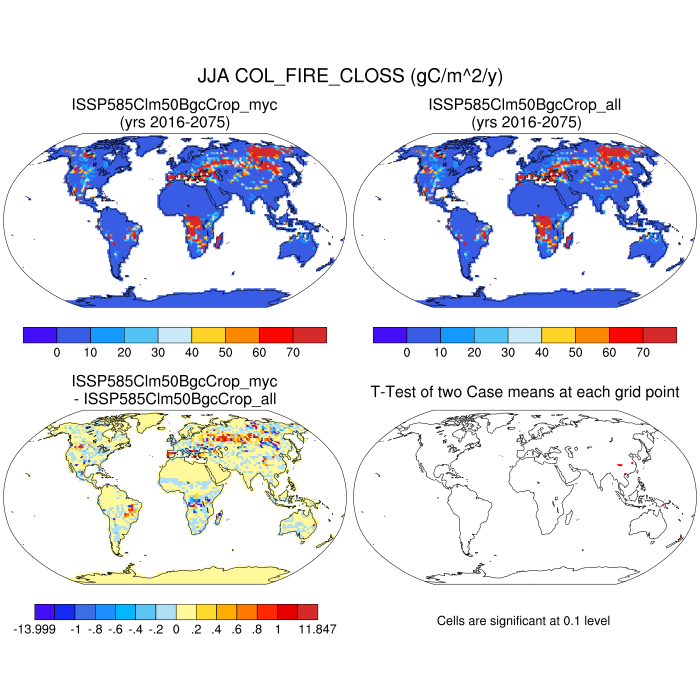 JJA COL_FIRE_CLOSS (gC/m^2/y)
ISSP585Clm50BgcCrop_myc
(yrs 2016-2075)
ISSP585Clm50BgcCrop_all
(yrs 2016-2075)
0 10 20 30 40 50 60 70
0 10 20 30 40 50 60 70
ISSP585Clm50BgcCrop_myc
- ISSP585Clm50BgcCrop_all
T-Test of two Case means at each grid point
-13.999 -1 -.8 -.6 -.4 -.2 0 .2 .4 .6 .8 1 11.847
Cells are significant at 0.1 level